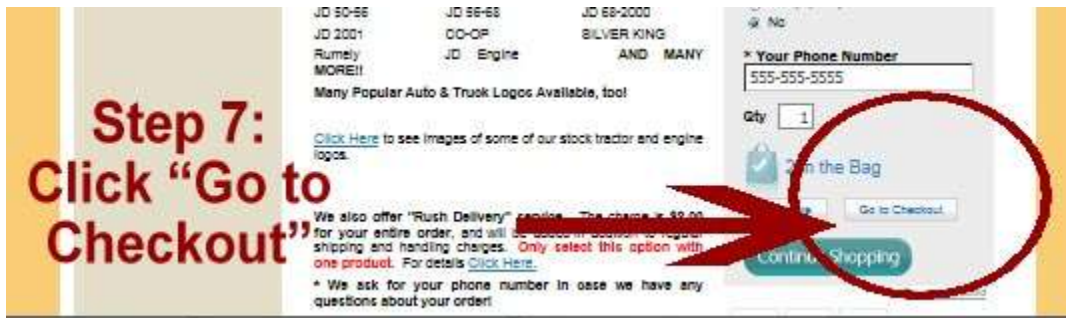 JD 50-56 JD 56-68 JD 68-2000
JD 2001 CO-OP SILVER KING
Rumely JD Engine AND MANY
MORE!!
Many Popular Auto & Truck Logos Available, too!
Click Here to see images of some of our stock tractor and engine
logos.
We also offer "Rush Delivery" service. The charge is
for your entire order, and will be added in addition to regular
shipping and handling charges. Only select this option with
one product. For details Click Here.
* We ask for your phone number in case we have any
questions about your order!
Step 7:
Click “Go to
Checkout”
No
* Your Phone Number
555-555-5555
Qty 1
in the Bag
Go to Checkout
Continue Shopping